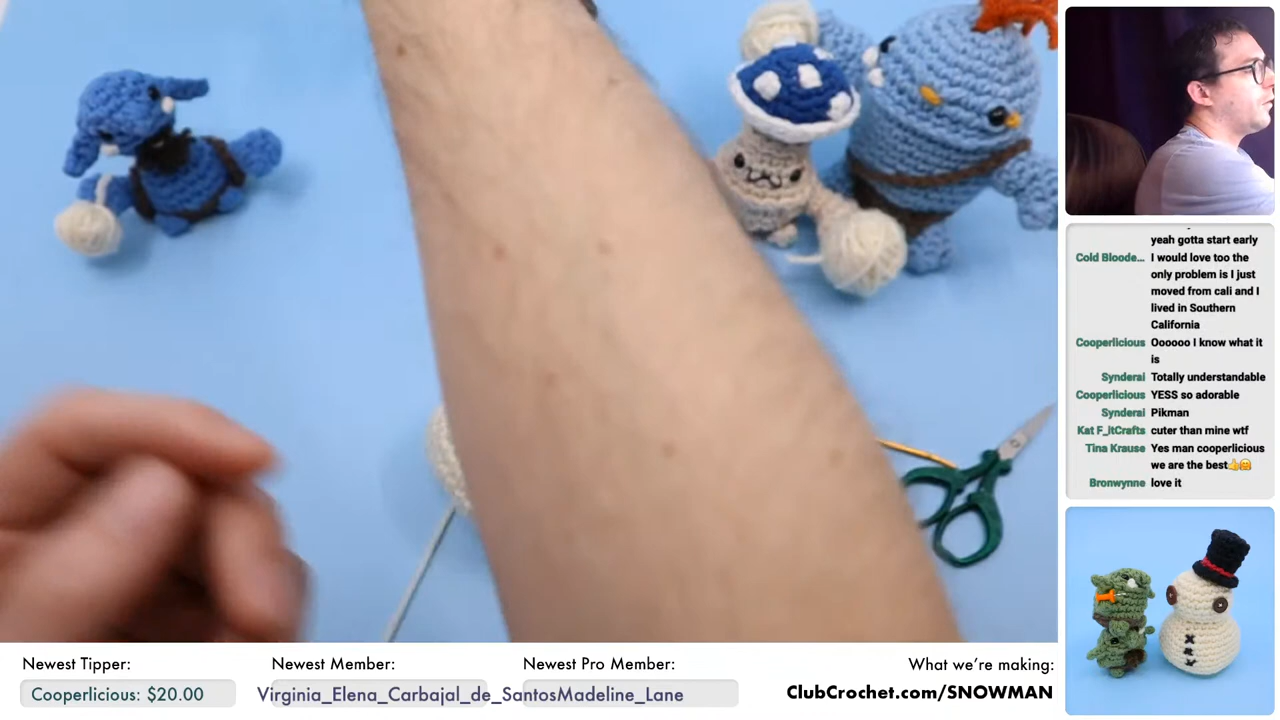 yeah gotta start early
Cold Bloode... I would love too the
only problem is I just
moved from cali and I
lived in Southern
California
Cooperlicious Oooooo I know what it
is
Synderai Totally understandable
Cooperlicious YESS so adorable
Synderai Pikman
Kat F_itCrafts cuter than mine wtf
Tina Krause Yes man cooperlicious
we are the best👍🤗
Bronwynne love it
Newest Tipper: Newest Member: Newest Pro Member: What we're making:
Cooperlicious: $20.00 Virginia_Elena_Carbajal_de_SantosMadeline_Lane ClubCrochet.com/SNOWMAN